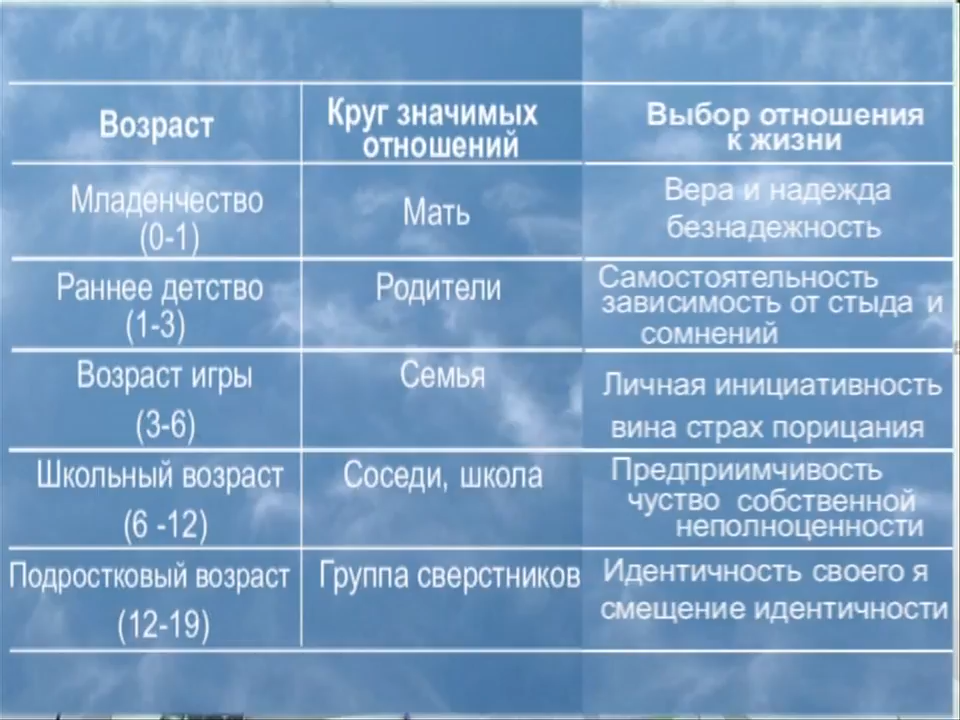 Возраст
Круг значимых
отношений
Выбор отношения
к жизни
Младенчество
(0-1)
Мать
Вера и надежда
безнадежность
Раннее детство
(1-3)
Родители
Самостоятельность
зависимость от стыда и
сомнений
Возраст игры
(3-6)
Семья
Личная инициативность
вина страх порицания
Школьный возраст
(6 -12)
Соседи, школа
Предприимчивость
чуство собственной
неполноценности
Подростковый возраст
(12-19)
Группа сверстников
Идентичность своего я
смещение идентичности